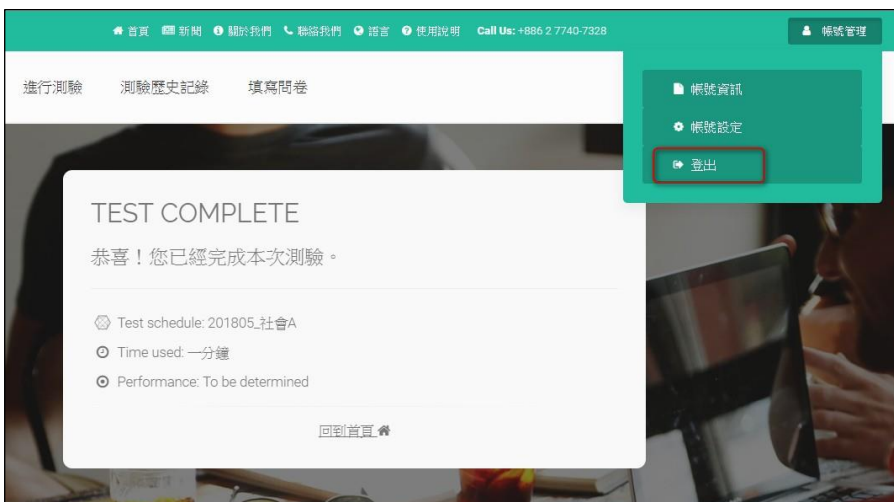 首頁 新聞 關於我們 聯絡我們 語言 使用說明 Call Us: +886 2 7740-7328 帳號管理
進行測驗 測驗歷史記錄 填寫問卷
帳號資訊
帳號設定
登出
TEST COMPLETE
恭喜！您已經完成本次測驗。
Test schedule: 201805_社會A
Time used: 一分鐘
Performance: To be determined
回到首頁